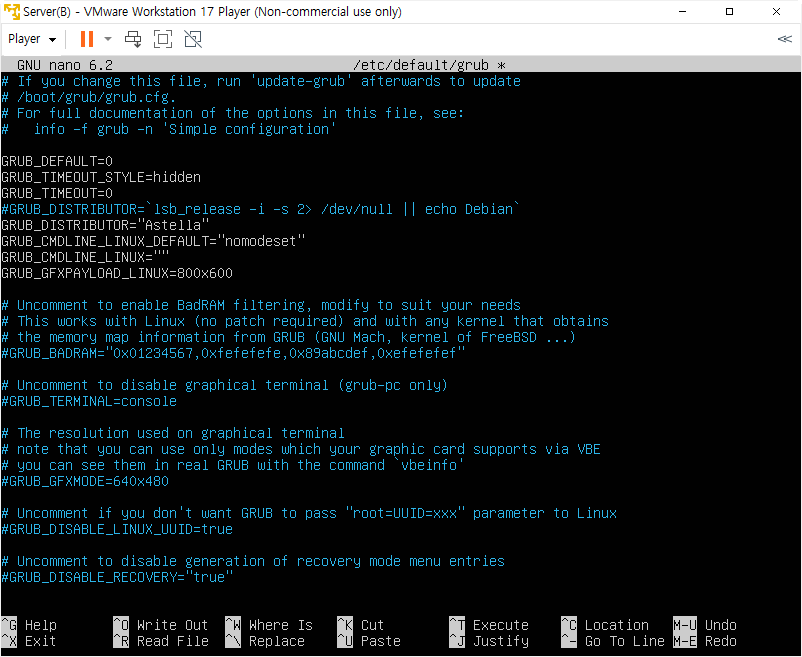 Server(B) - VMware Workstation 17 Player (Non-commercial use only)
Player
GNU nano 6.2 /etc/default/grub *
# If you change this file, run 'update-grub' afterwards to update
# /boot/grub/grub.cfg.
# For full documentation of the options in this file, see:
#   info -f grub -n 'Simple configuration'
GRUB_DEFAULT=0
GRUB_TIMEOUT_STYLE=hidden
GRUB_TIMEOUT=0
#GRUB_DISTRIBUTOR=`lsb_release -i -s 2> /dev/null || echo Debian`
GRUB_DISTRIBUTOR="Astella"
GRUB_CMDLINE_LINUX_DEFAULT="nomodeset"
GRUB_CMDLINE_LINUX=""
GRUB_GFXPAYLOAD_LINUX=800x600
# Uncomment to enable BadRAM filtering, modify to suit your needs
# This works with Linux (no patch required) and with any kernel that obtains
# the memory map information from GRUB (GNU Mach, kernel of FreeBSD ...)
#GRUB_BADRAM="0x01234567,0xfefefefe,0x89abcdef,0xefefefef"
# Uncomment to disable graphical terminal (grub-pc only)
#GRUB_TERMINAL=console
# The resolution used on graphical terminal
# note that you can use only modes which your graphic card supports via VBE
# you can see them in real GRUB with the command `vbeinfo'
#GRUB_GFXMODE=640x480
# Uncomment if you don't want GRUB to pass "root=UUID=xxx" parameter to Linux
#GRUB_DISABLE_LINUX_UUID=true
# Uncomment to disable generation of recovery mode menu entries
#GRUB_DISABLE_RECOVERY="true"
^G Help ^O Write Out ^W Where Is ^K Cut ^T Execute ^C Location M-U Undo
^X Exit ^R Read File ^\ Replace ^U Paste ^J Justify ^- Go To Line M-E Redo